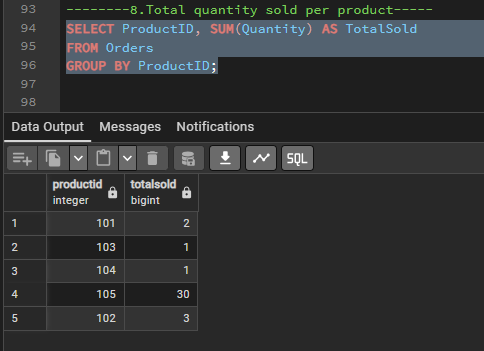 93 --------8.Total quantity sold per product-----
94 SELECT ProductID, SUM(Quantity) AS TotalSold
95 FROM Orders
96 GROUP BY ProductID;
97
98
Data Output Messages Notifications
SQL
productid totalsold
integer bigint
1 101 2
2 103 1
3 104 1
4 105 30
5 102 3